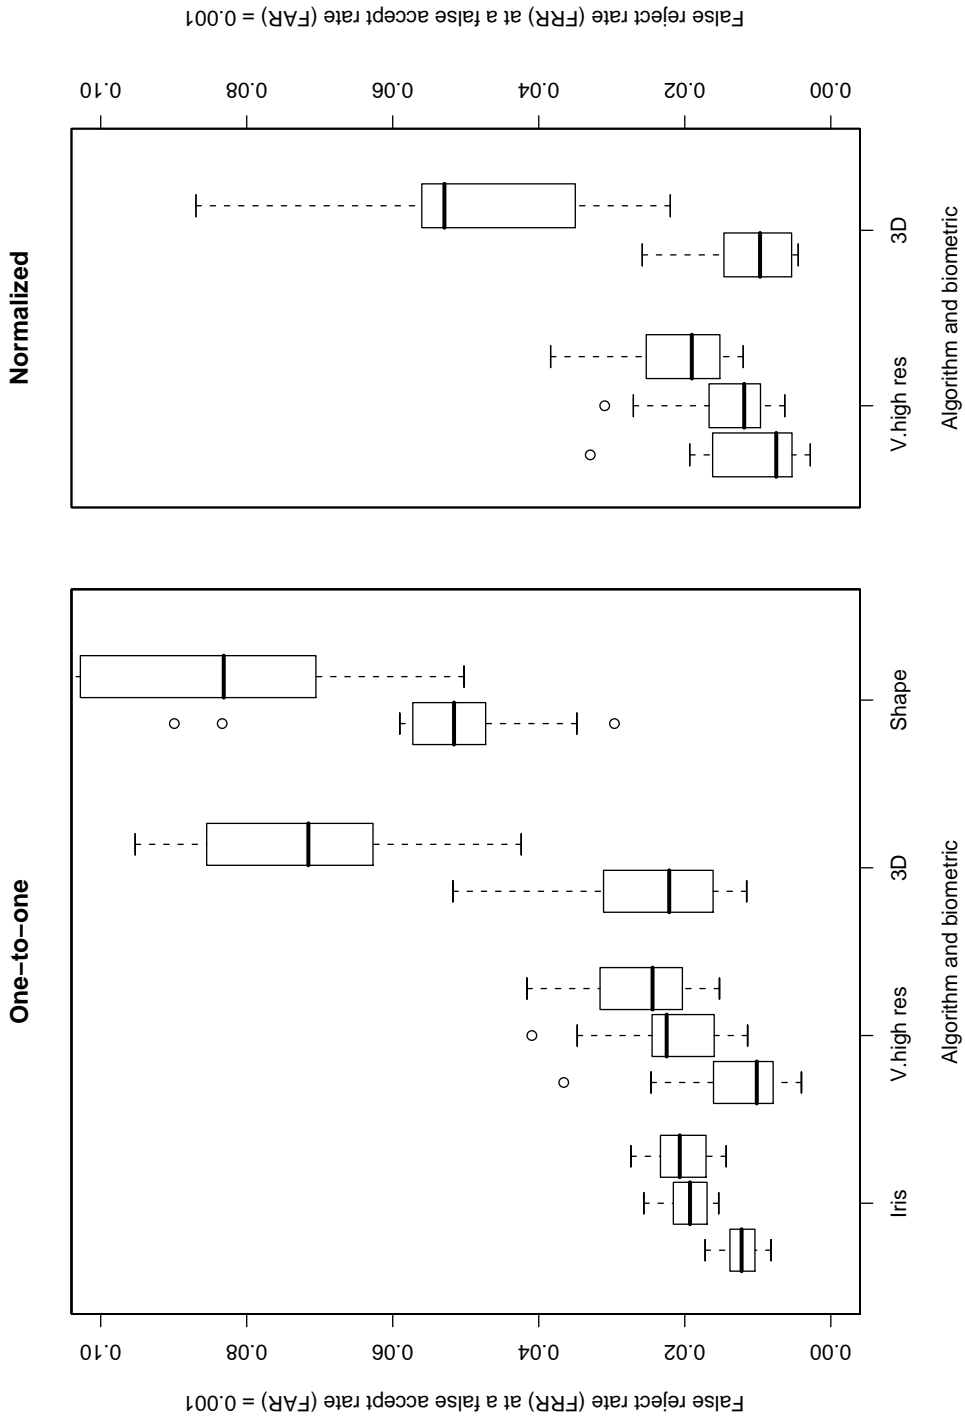 One−to−one
False reject rate (FRR) at a false accept rate (FAR) = 0.001
0.00
0.02
0.04
0.06
0.08
0.10
Iris
V.high res
3D
Shape
Algorithm and biometric
Normalized
V.high res
3D
Algorithm and biometric
0.00
0.02
0.04
0.06
0.08
0.10
False reject rate (FRR) at a false accept rate (FAR) = 0.001